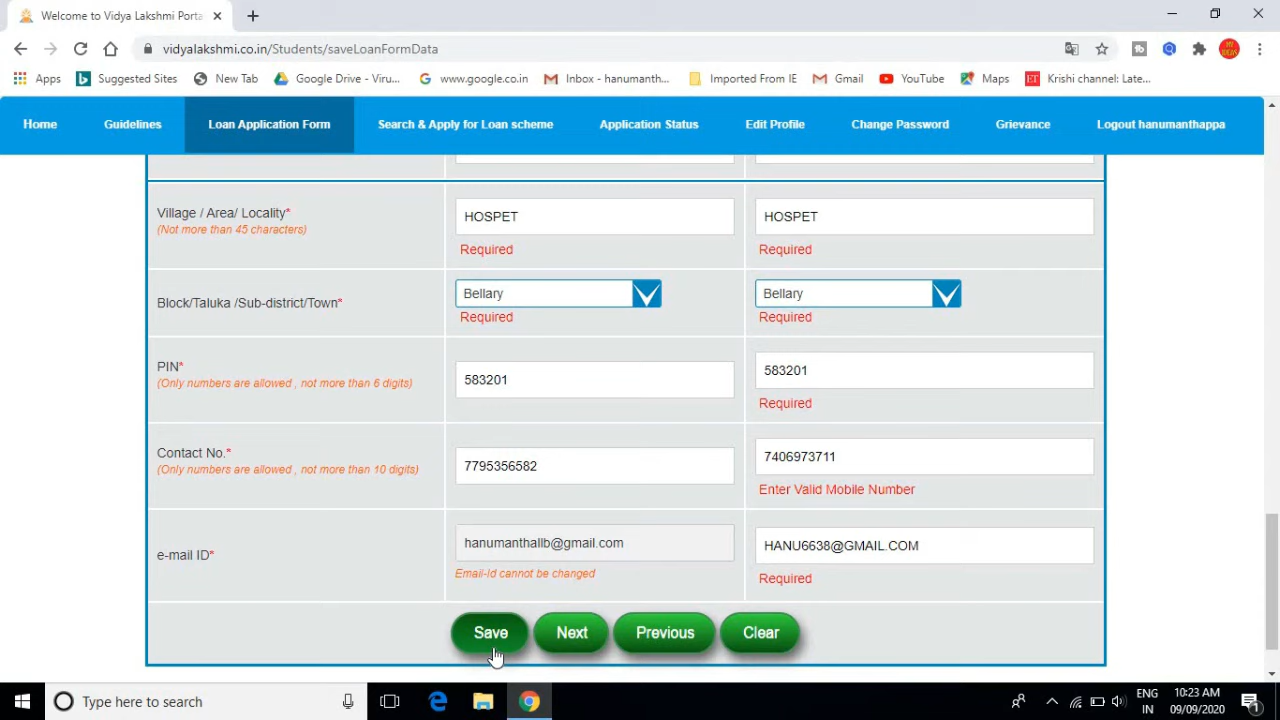 Welcome to Vidya Lakshmi Porta
vidyalakshmi.co.in/Students/saveLoanFormData
Apps Suggested Sites New Tab Google Drive - Viru... www.google.co.in Inbox - hanumanth... Imported From IE Gmail YouTube Maps ET Krishi channel: Late...
Home Guidelines Loan Application Form Search & Apply for Loan scheme Application Status Edit Profile Change Password Grievance Logout hanumanthappa
Village / Area/ Locality* HOSPET HOSPET
(Not more than 45 characters)
Required Required
Block/Taluka /Sub-district/Town* Bellary Bellary
Required Required
PIN* 583201 583201
(Only numbers are allowed , not more than 6 digits)
Required
Contact No.* 7795356582 7406973711
(Only numbers are allowed , not more than 10 digits)
Enter Valid Mobile Number
e-mail ID* hanumanthallb@gmail.com HANU6638@GMAIL.COM
Email-Id cannot be changed Required
Save Next Previous Clear
Type here to search
ENG 10:23 AM
IN 09/09/2020 1